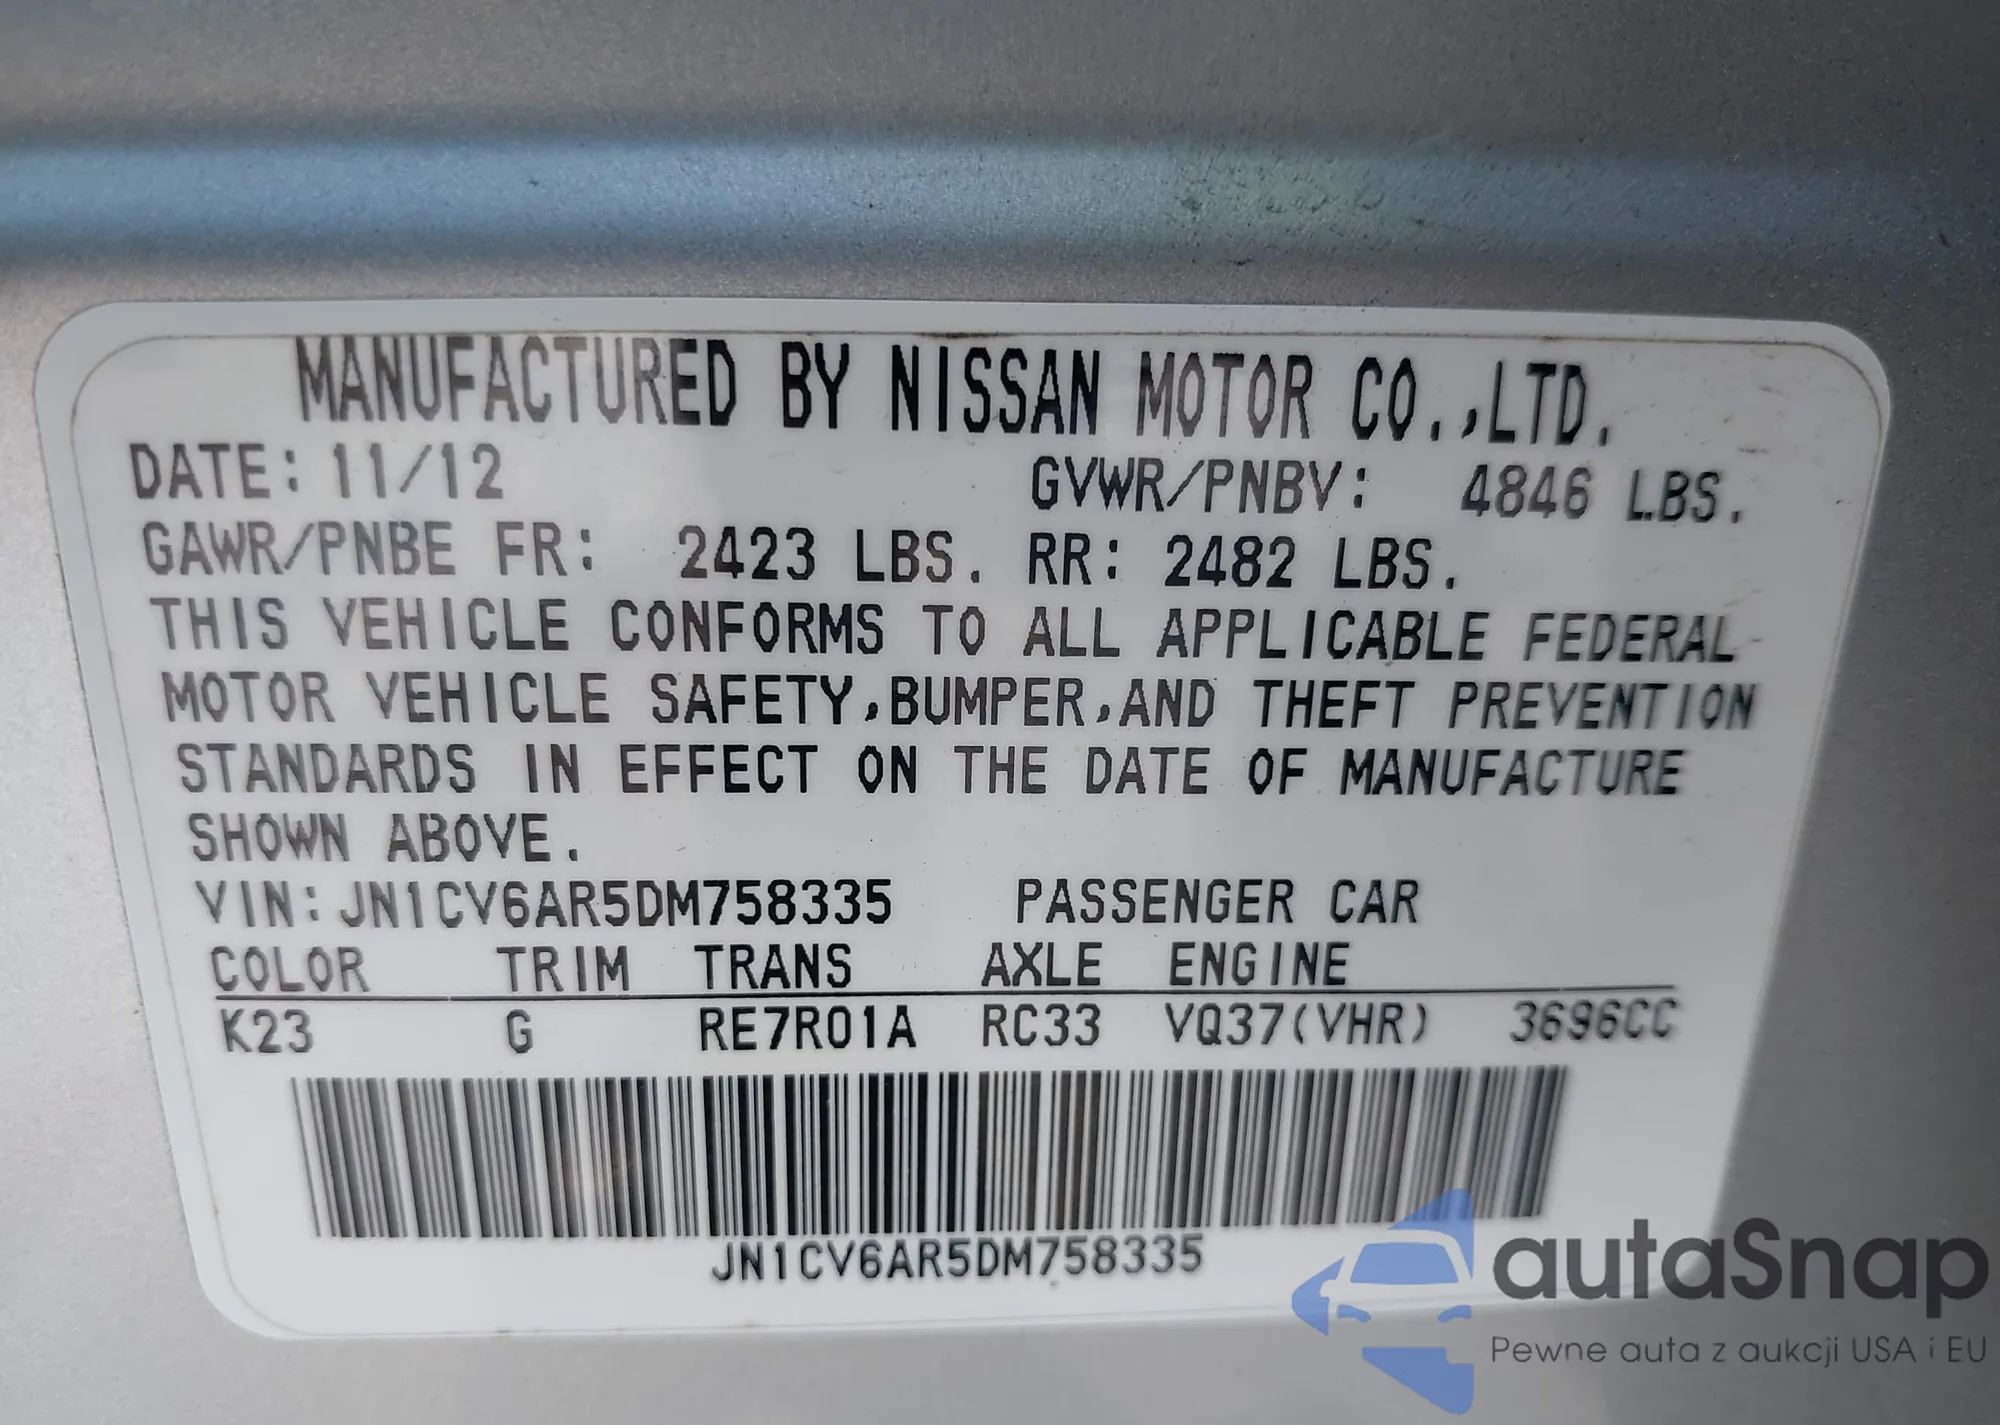 MANUFACTURED BY NISSAN MOTOR CO.,LTD.
DATE: 11/12 GVWR/PNBV: 4846 LBS.
GAWR/PNBE FR: 2423 LBS. RR: 2482 LBS.
THIS VEHICLE CONFORMS TO ALL APPLICABLE FEDERAL
MOTOR VEHICLE SAFETY,BUMPER,AND THEFT PREVENTION
STANDARDS IN EFFECT ON THE DATE OF MANUFACTURE
SHOWN ABOVE.
VIN:JN1CV6AR5DM758335 PASSENGER CAR
COLOR TRIM TRANS AXLE ENGINE
K23 G RE7R01A RC33 VQ37(VHR) 3696CC
JN1CV6AR5DM758335
autaSnap
Pewne auta z aukcji USA i EU